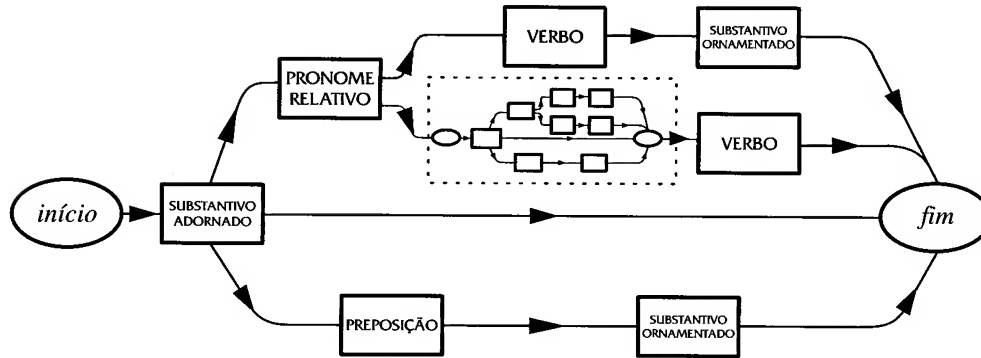 VERBO
SUBSTANTIVO
ORNAMENTADO
PRONOME
RELATIVO
VERBO
início
SUBSTANTIVO
ADORNADO
fim
PREPOSIÇÃO
SUBSTANTIVO
ORNAMENTADO